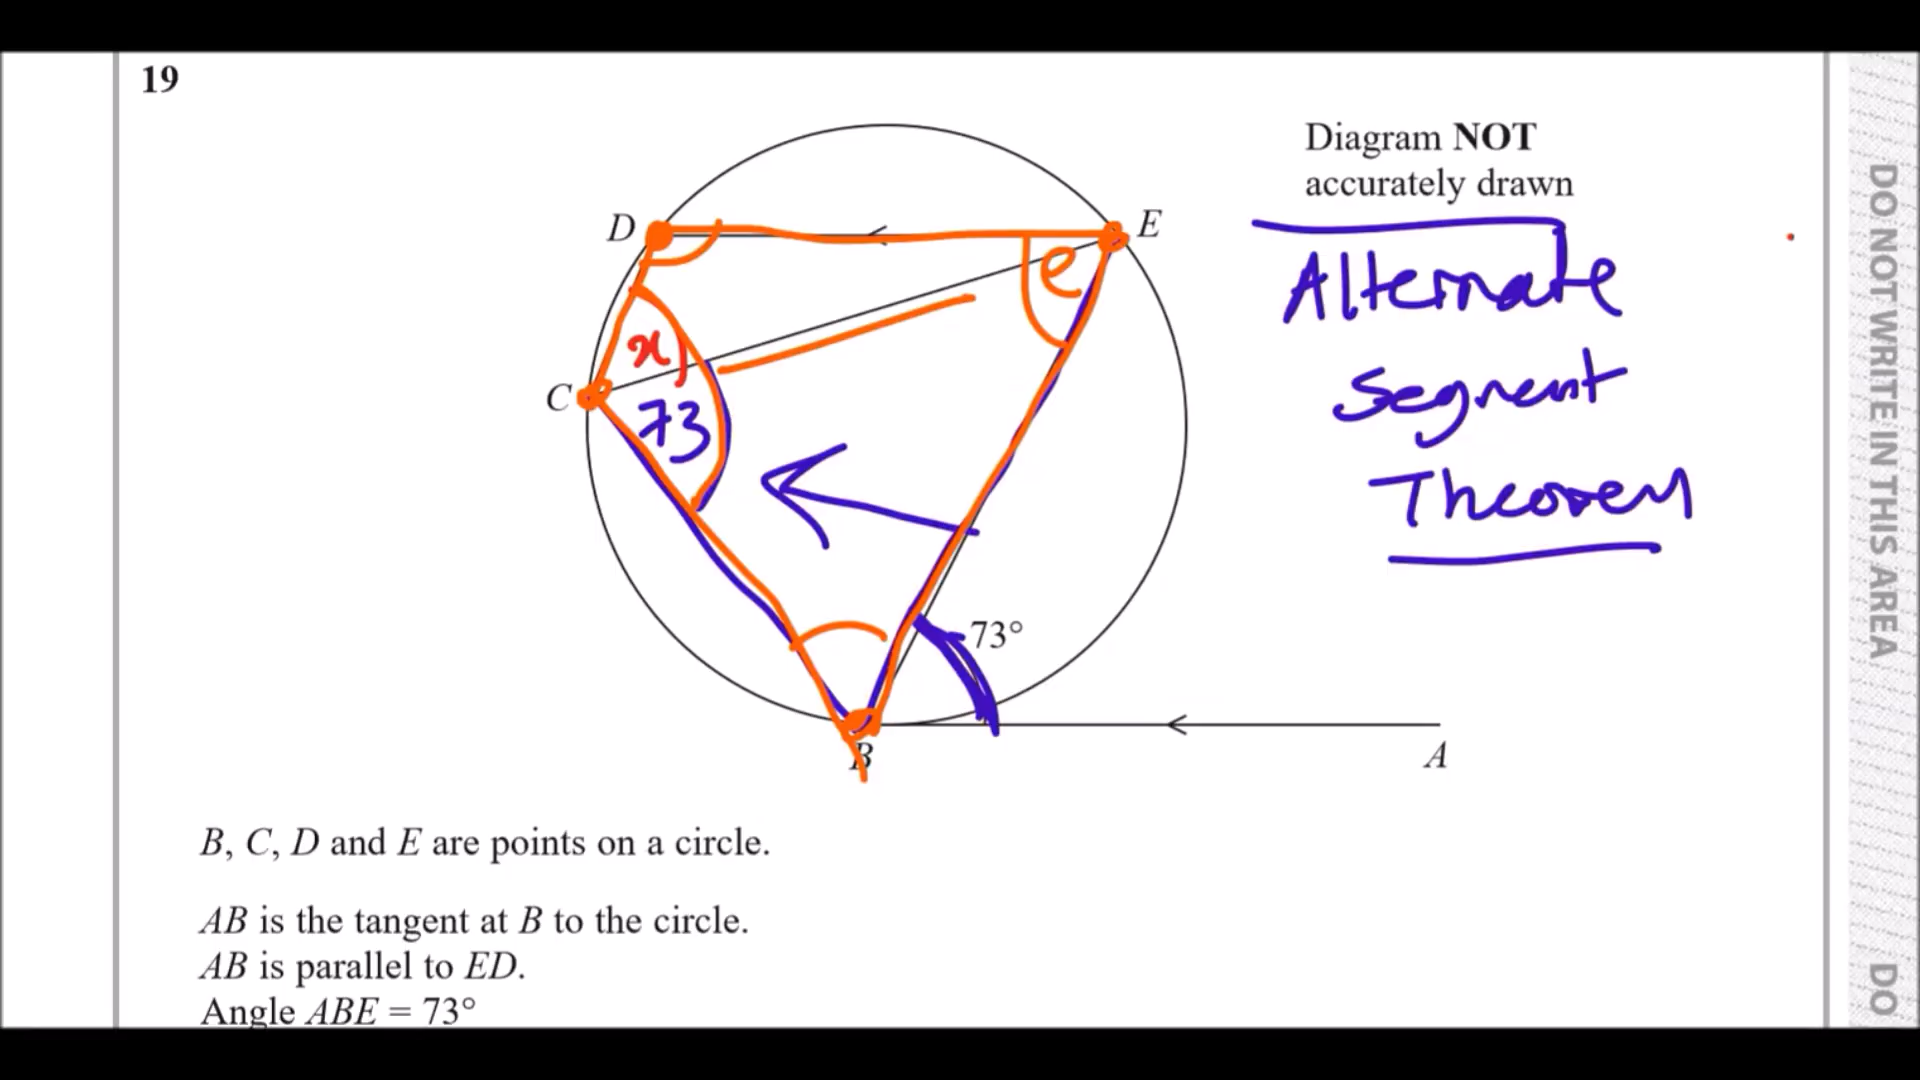 19
Diagram NOT
accurately drawn
Alternate
Segment
Theorem
D
E
e
x
C
73
73°
B
A
B, C, D and E are points on a circle.
AB is the tangent at B to the circle.
AB is parallel to ED.
Angle ABE = 73°
DO NOT WRITE IN THIS AREA
DO